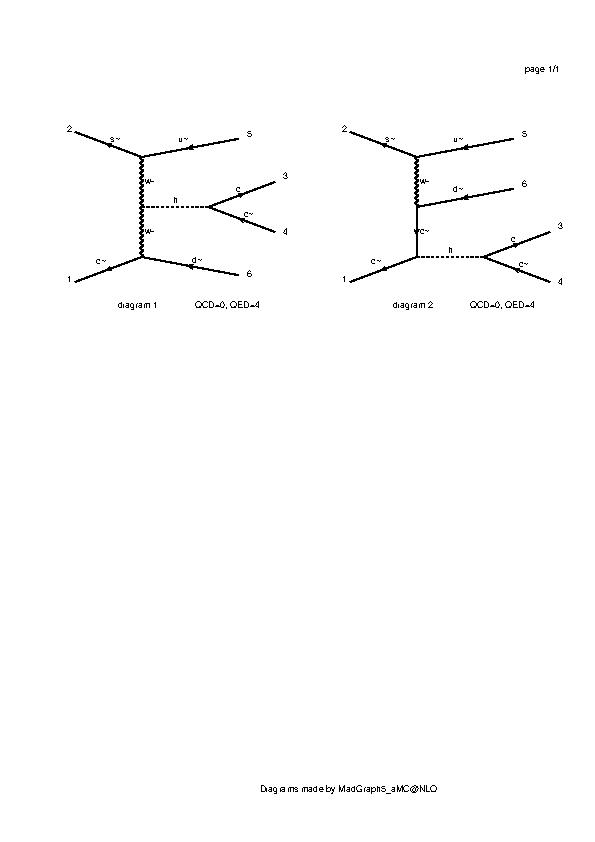 page 1/1
2
s~
u~
5
w-
h
c
3
c~
4
w-
c~
1
d~
6
diagram 1 QCD=0, QED=4
2
s~
u~
5
w-
d~
6
c~
h
c
3
c~
4
c~
1
diagram 2 QCD=0, QED=4
Diagrams made by MadGraph5_aMC@NLO